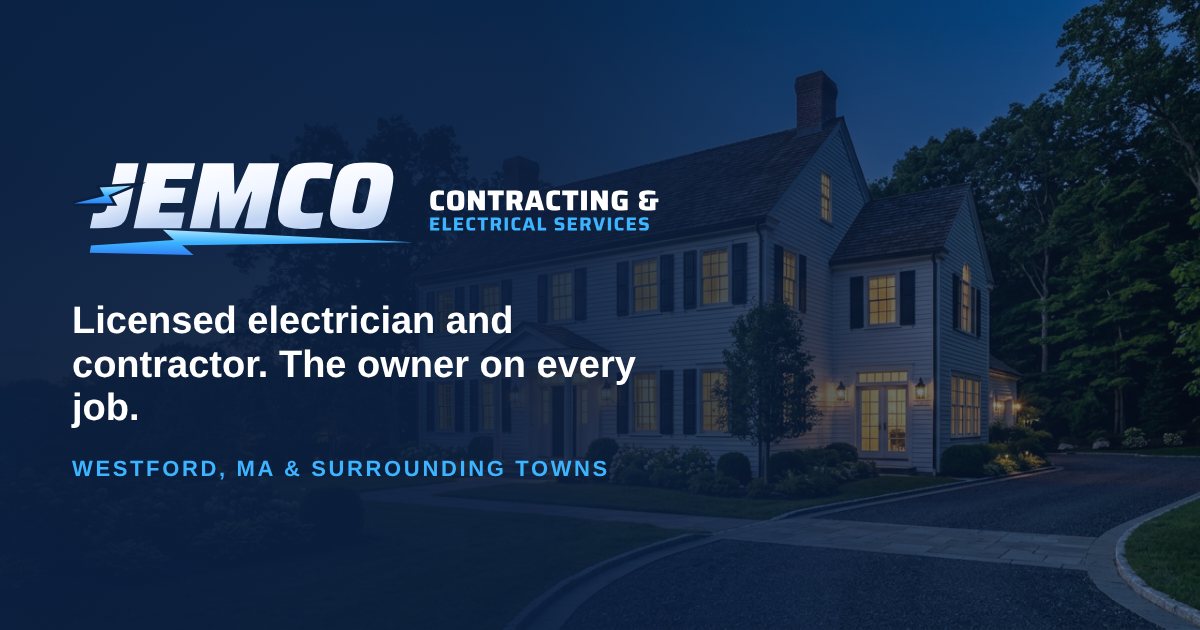 JEMCO
CONTRACTING &
ELECTRICAL SERVICES
Licensed electrician and
contractor. The owner on every
job.
WESTFORD, MA & SURROUNDING TOWNS